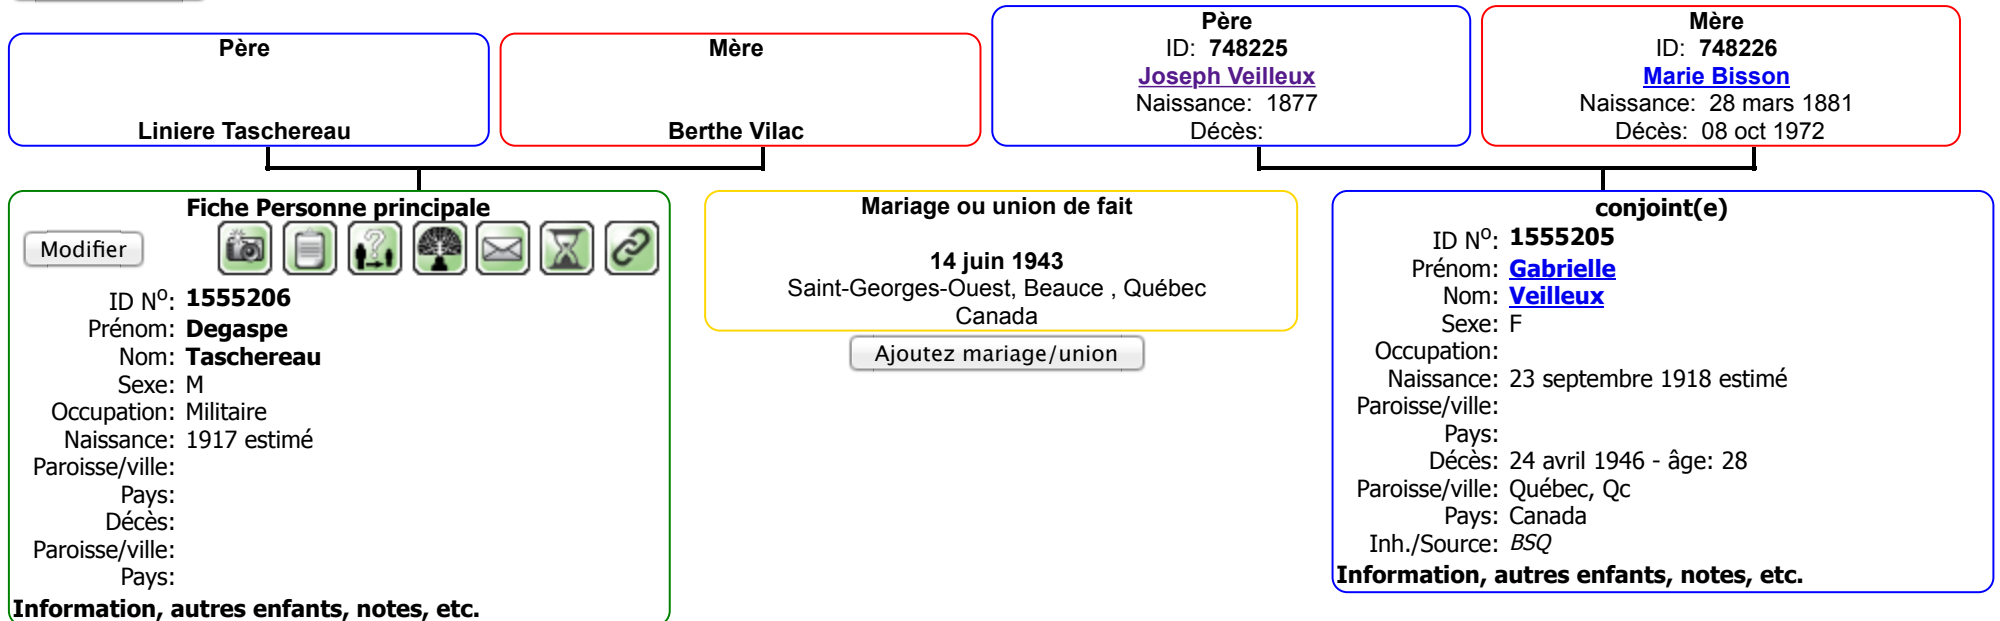 Père
Liniere Taschereau
Mère
Berthe Vilac
Père
ID: 748225
Joseph Veilleux
Naissance: 1877
Décès:
Mère
ID: 748226
Marie Bisson
Naissance: 28 mars 1881
Décès: 08 oct 1972
Fiche Personne principale
Modifier
ID Nº: 1555206
Prénom: Degaspe
Nom: Taschereau
Sexe: M
Occupation: Militaire
Naissance: 1917 estimé
Paroisse/ville:
Pays:
Décès:
Paroisse/ville:
Pays:
Information, autres enfants, notes, etc.
Mariage ou union de fait
14 juin 1943
Saint-Georges-Ouest, Beauce , Québec
Canada
Ajoutez mariage/union
conjoint(e)
ID Nº: 1555205
Prénom: Gabrielle
Nom: Veilleux
Sexe: F
Occupation:
Naissance: 23 septembre 1918 estimé
Paroisse/ville:
Pays:
Décès: 24 avril 1946 - âge: 28
Paroisse/ville: Québec, Qc
Pays: Canada
Inh./Source: BSQ
Information, autres enfants, notes, etc.